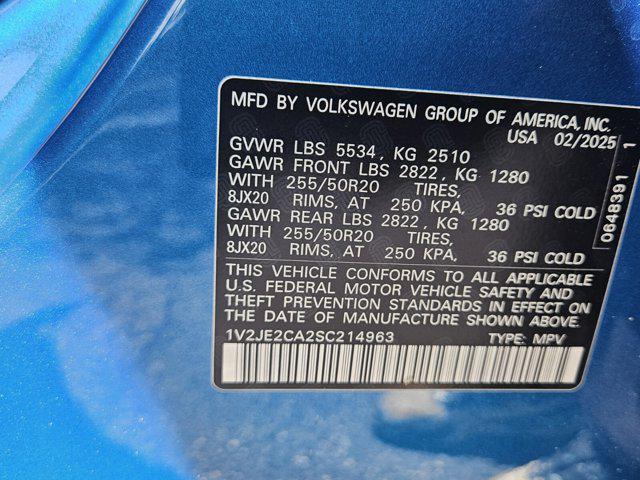 MFD BY VOLKSWAGEN GROUP OF AMERICA, INC.
USA 02/2025
GVWR LBS 5534, KG 2510
GAWR FRONT LBS 2822, KG 1280
WITH 255/50R20 TIRES,
8JX20 RIMS, AT 250 KPA, 36 PSI COLD
GAWR REAR LBS 2822, KG 1280
WITH 255/50R20 TIRES,
8JX20 RIMS, AT 250 KPA, 36 PSI COLD
THIS VEHICLE CONFORMS TO ALL APPLICABLE
U.S. FEDERAL MOTOR VEHICLE SAFETY AND
THEFT PREVENTION STANDARDS IN EFFECT ON
THE DATE OF MANUFACTURE SHOWN ABOVE.
1V2JE2CA2SC214963 TYPE: MPV
0648391 1